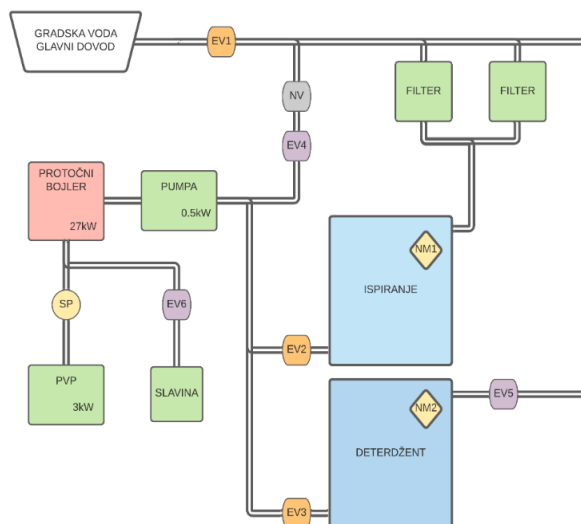 GRADSKA VODA
GLAVNI DOVOD
EV1
NV
FILTER
FILTER
EV4
PROTOČNI
BOJLER
27kW
PUMPA
0.5kW
NM1
ISPIRANJE
SP
EV6
EV2
PVP
3kW
SLAVINA
NM2
EV5
DETERDŽENT
EV3